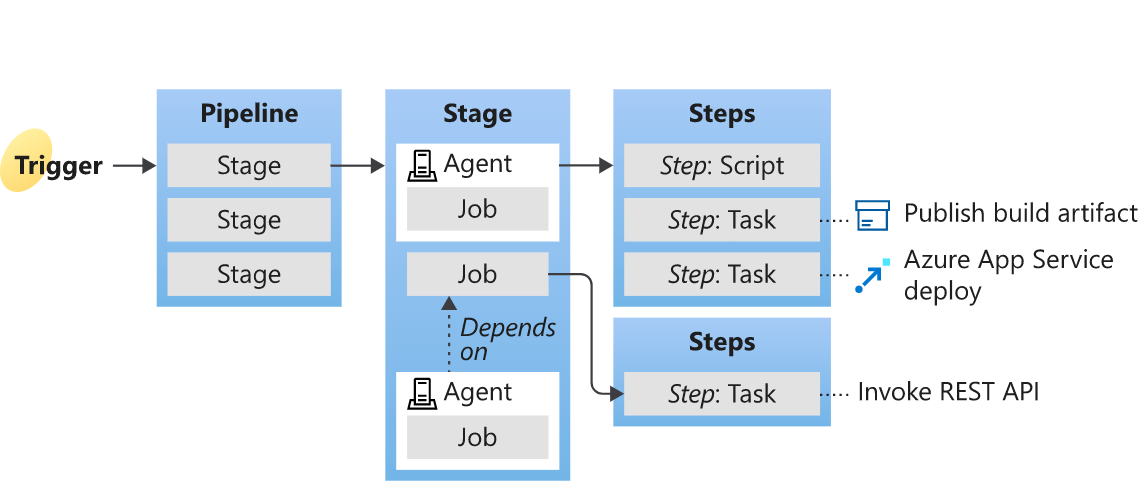 Trigger
Pipeline
Stage
Stage
Stage
Stage
Agent
Job
Job
Depends
on
Agent
Job
Steps
Step: Script
Step: Task
Publish build artifact
Step: Task
Azure App Service
deploy
Steps
Step: Task
Invoke REST API